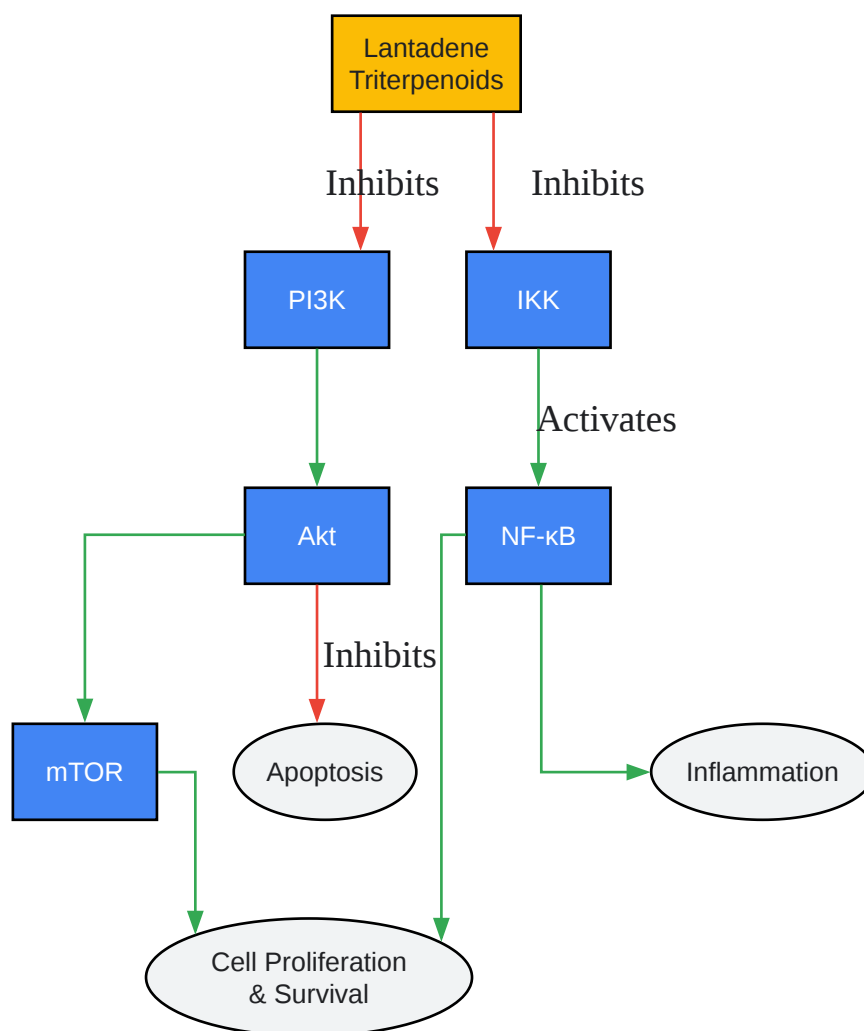 Lantadene
Triterpenoids
Inhibits
Inhibits
PI3K
IKK
Activates
Akt
NF-κB
Inhibits
mTOR
Apoptosis
Inflammation
Cell Proliferation
& Survival